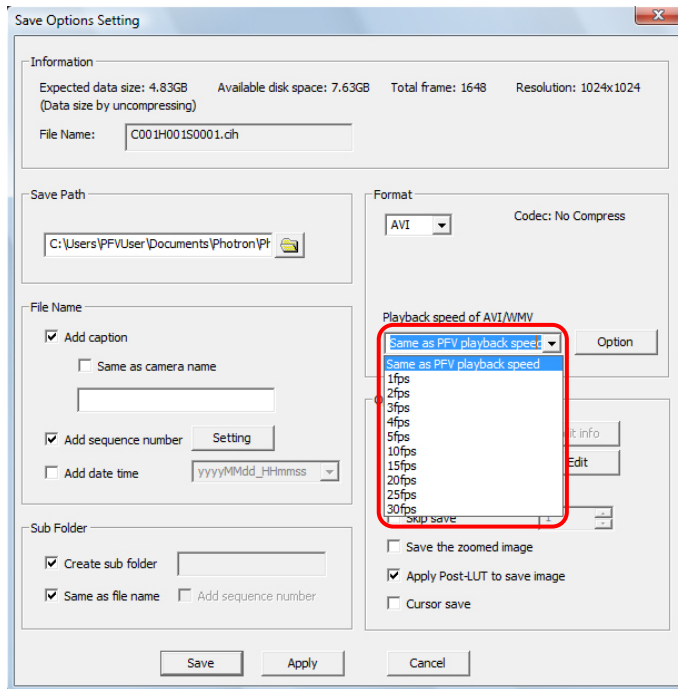 Save Options Setting
Information
Expected data size: 4.83GB Available disk space: 7.63GB Total frame: 1648 Resolution: 1024x1024
(Data size by uncompressing)
File Name: C001H001S0001.cih
Save Path
C:\Users\PFVUser\Documents\Photron\Ph
Format
AVI
Codec: No Compress
Playback speed of AVI/WMV
Same as PFV playback speed
Option
Same as PFV playback speed
1fps
2fps
3fps
4fps
5fps
10fps
15fps
20fps
25fps
30fps
File Name
Add caption
Same as camera name
Add sequence number Setting
Add date time yyyyMMdd_HHmmss
Sub Folder
Create sub folder
Same as file name Add sequence number
info
Edit
Skip save 1
Save the zoomed image
Apply Post-LUT to save image
Cursor save
Save Apply Cancel